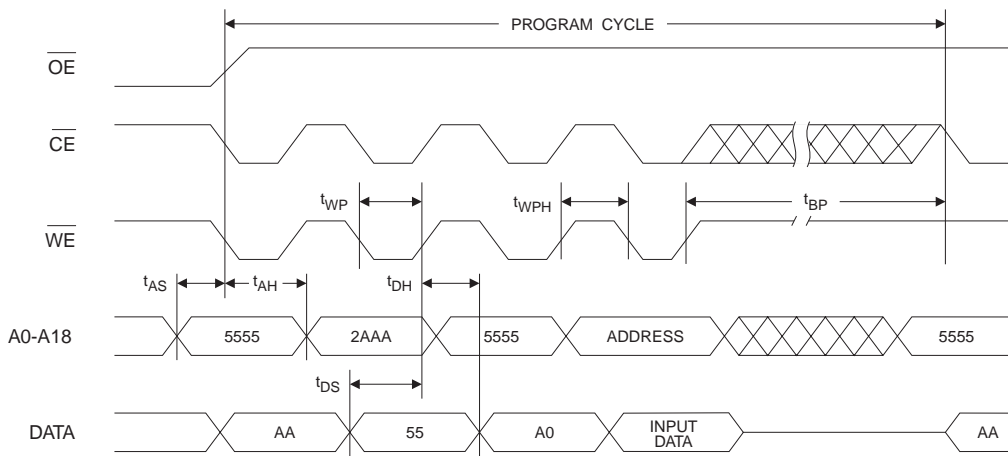 PROGRAM CYCLE
OE
CE
tWP
tWPH
tBP
WE
tAS
tAH
tDH
A0-A18
5555
2AAA
5555
ADDRESS
5555
tDS
DATA
AA
55
A0
INPUT
DATA
AA